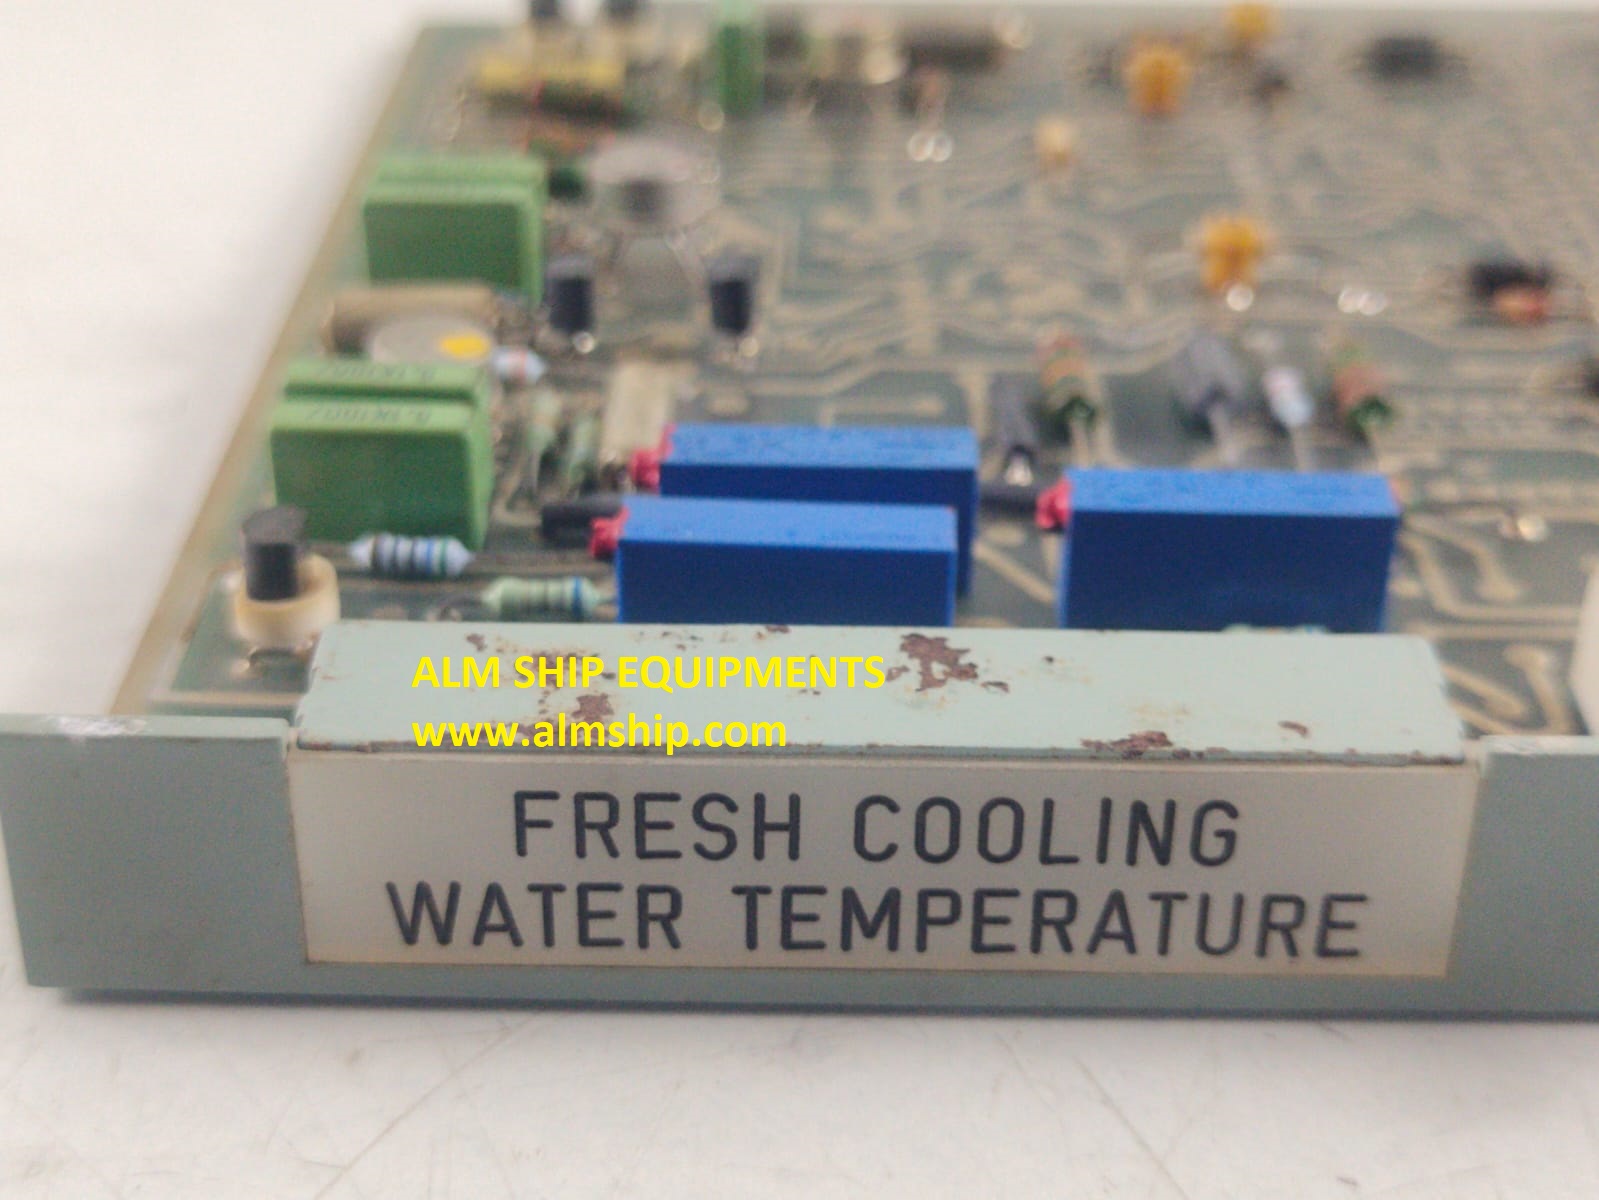 ALM SHIP EQUIPMENTS
www.almship.com
FRESH COOLING
WATER TEMPERATURE